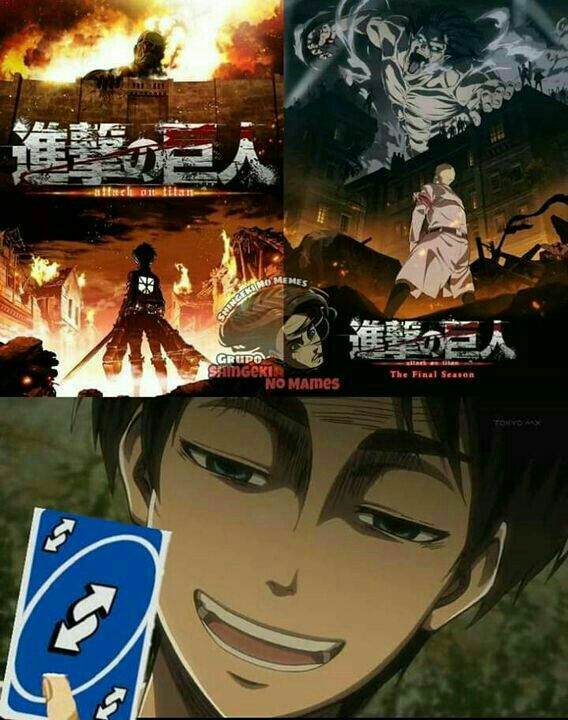 進撃の巨人
attack on titan
SHINGEKI NO MEMES
GRUPO
SHINGEKI
NO MAMES
進撃の巨人
attack on titan
The Final Season
TOKYO MX